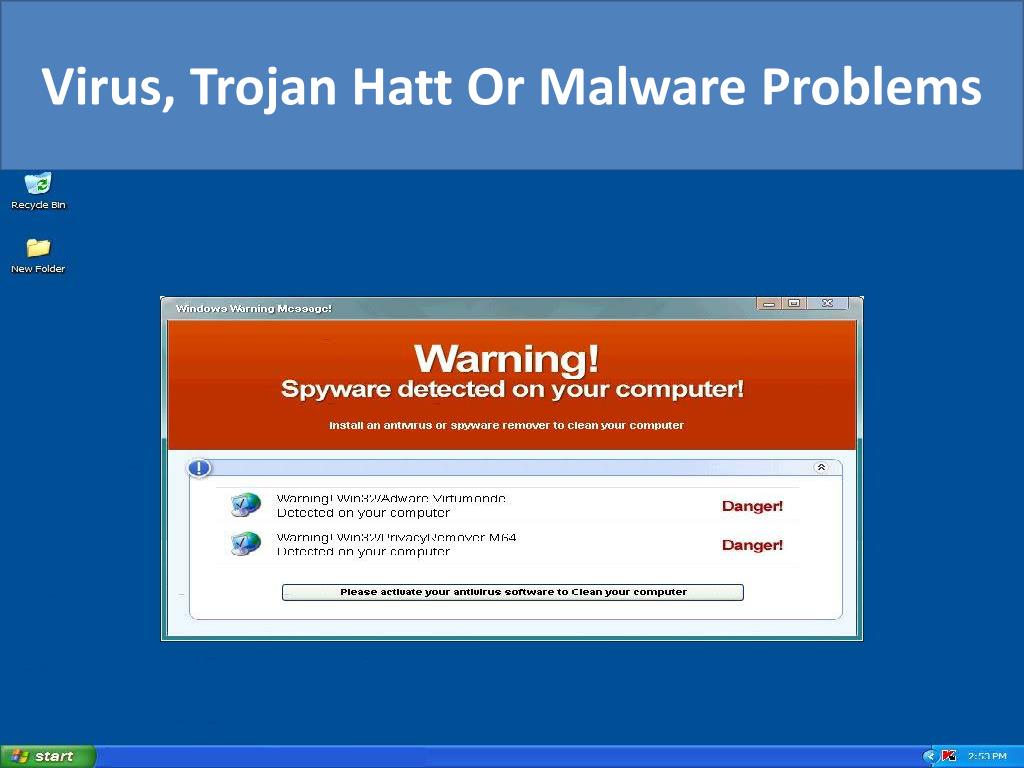 Virus, Trojan Hatt Or Malware Problems
Recycle Bin
New Folder
Windows Warning Message!
Warning!
Spyware detected on your computer!
Install an antivirus or spyware remover to clean your computer
Warning! Win32/Adware Virtumonde
Detected on your computer
Danger!
Warning! Win32/PrivacyRemover M64
Detected on your computer
Danger!
Please activate your antivirus software to Clean your computer
start
2:53 PM